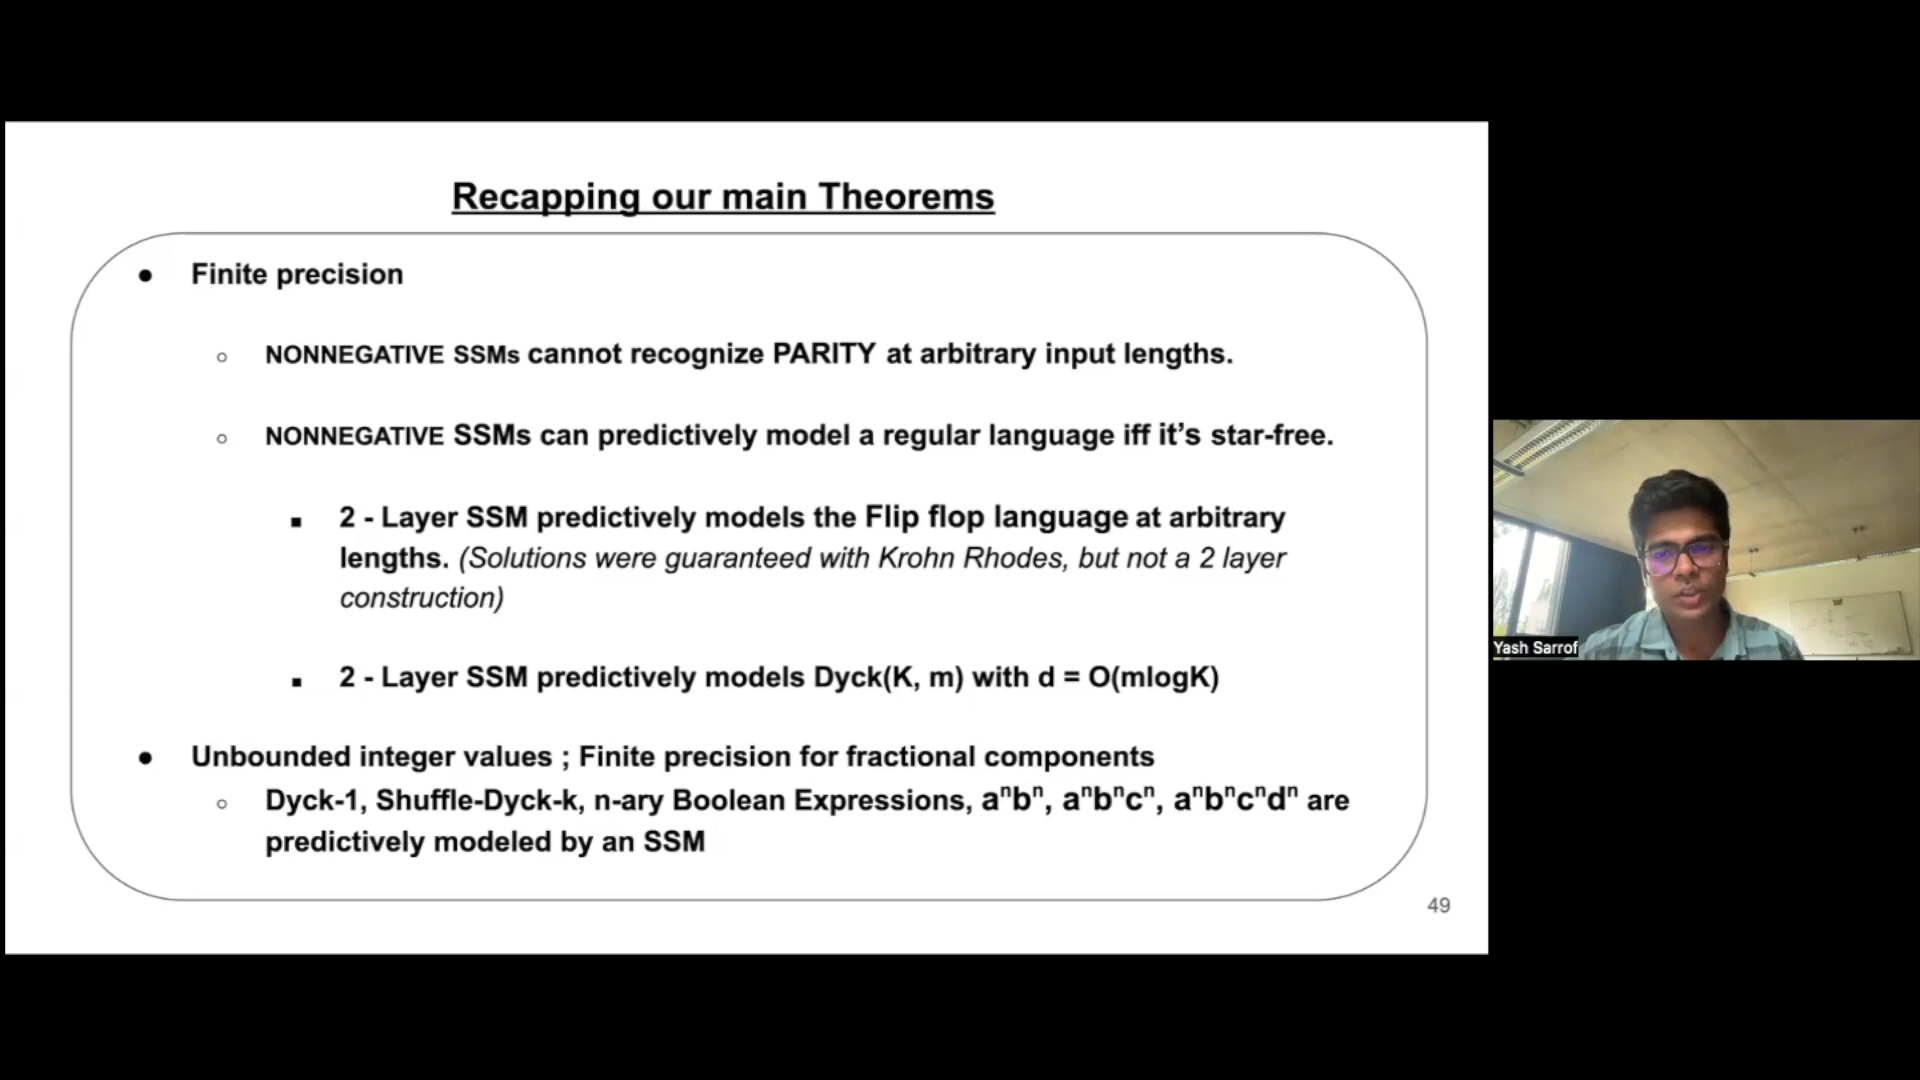 Recapping our main Theorems
● Finite precision
○ NONNEGATIVE SSMs cannot recognize PARITY at arbitrary input lengths.
○ NONNEGATIVE SSMs can predictively model a regular language iff it’s star-free.
■ 2 - Layer SSM predictively models the Flip flop language at arbitrary
lengths. (Solutions were guaranteed with Krohn Rhodes, but not a 2 layer
construction)
■ 2 - Layer SSM predictively models Dyck(K, m) with d = O(mlogK)
● Unbounded integer values ; Finite precision for fractional components
○ Dyck-1, Shuffle-Dyck-k, n-ary Boolean Expressions, aⁿbⁿ, aⁿbⁿcⁿ, aⁿbⁿcⁿdⁿ are
predictively modeled by an SSM
49
Yash Sarrof